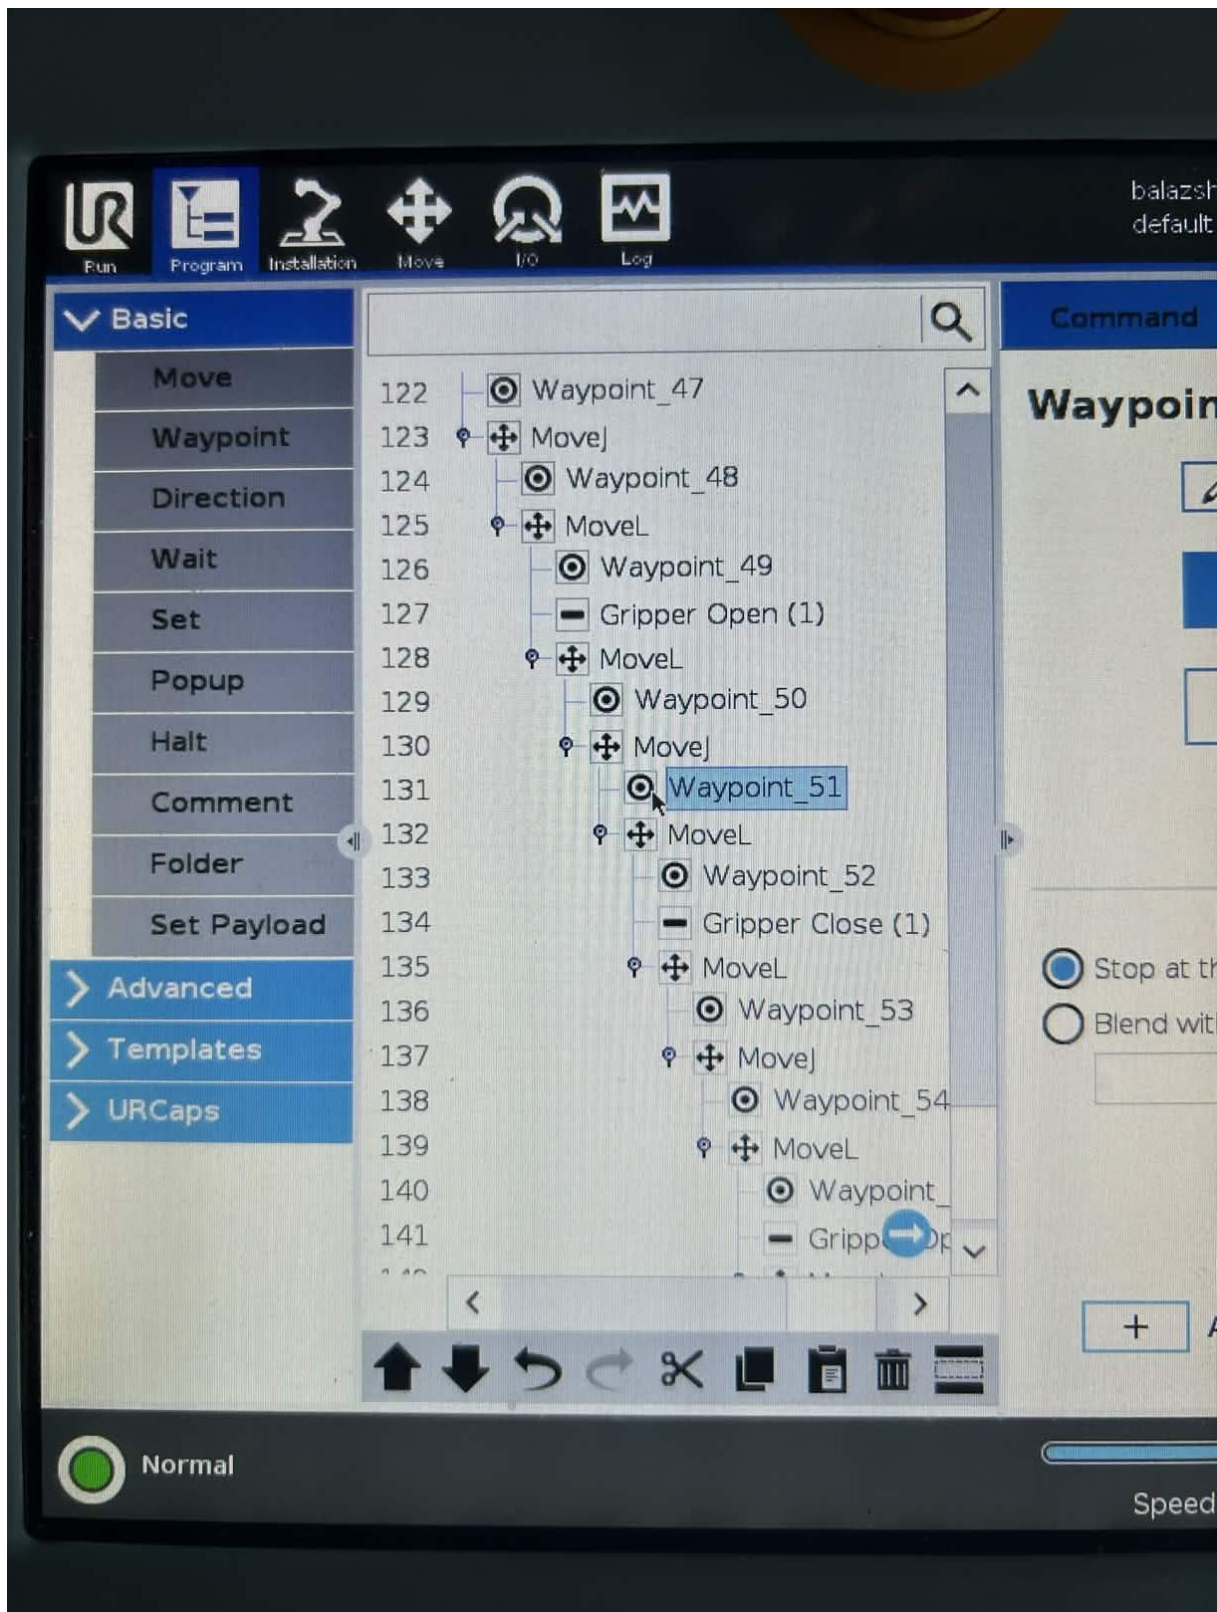 balazsh
default
UR
Run
Program
Installation
Move
I/O
Log
Basic
Move
Waypoint
Direction
Wait
Set
Popup
Halt
Comment
Folder
Set Payload
Advanced
Templates
URCaps
122 Waypoint_47
123 MoveJ
124 Waypoint_48
125 MoveL
126 Waypoint_49
127 Gripper Open (1)
128 MoveL
129 Waypoint_50
130 MoveJ
131 Waypoint_51
132 MoveL
133 Waypoint_52
134 Gripper Close (1)
135 MoveL
136 Waypoint_53
137 MoveJ
138 Waypoint_54
139 MoveL
140 Waypoint_
141
Command
Waypoin
Stop at th
Blend wit
+
Normal
Speed